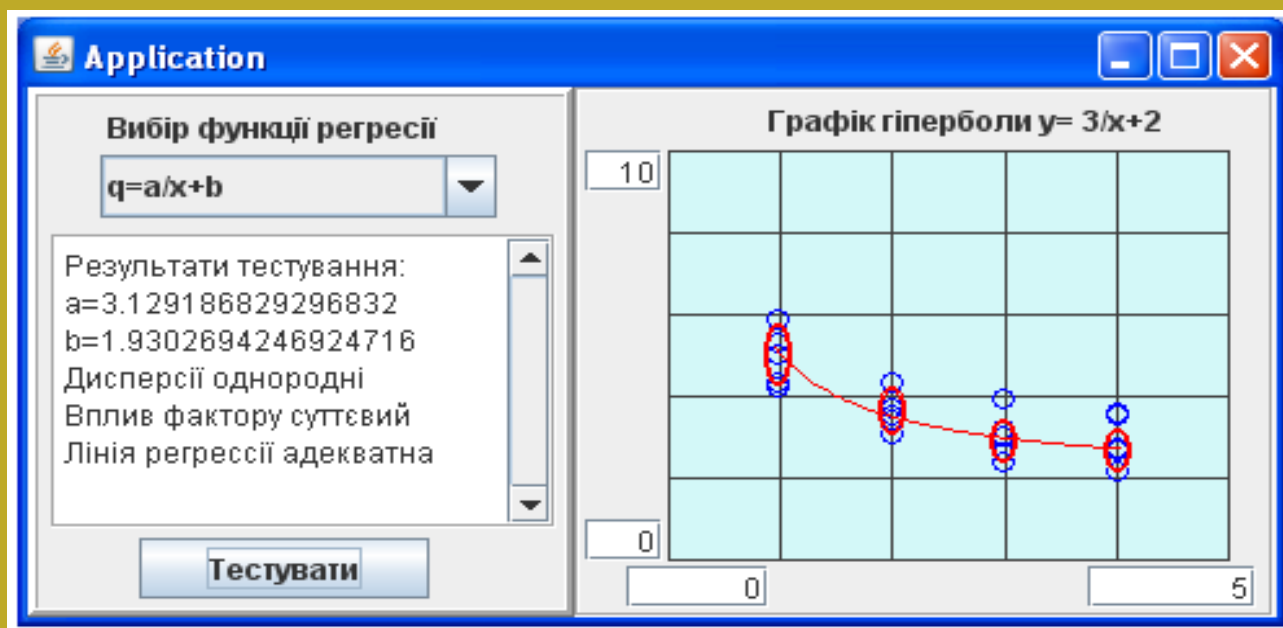 Application
Вибір функції регресії
q=a/x+b
Результати тестування:
a=3.129186829296832
b=1.9302694246924716
Дисперсії однородні
Вплив фактору суттєвий
Лінія регрессії адекватна
Тестувати
Графік гіперболи y= 3/x+2
10
0
0
5